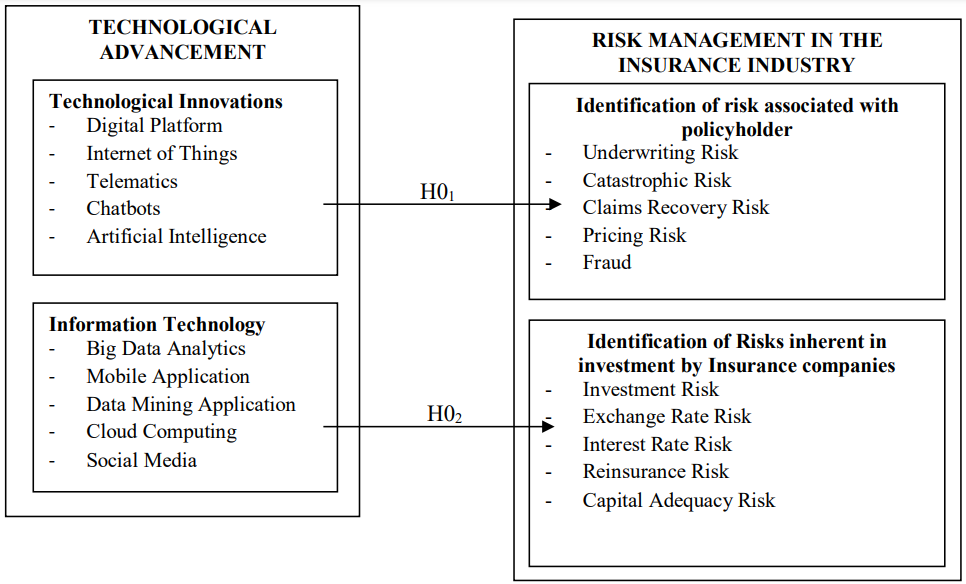 TECHNOLOGICAL
ADVANCEMENT
Technological Innovations
- Digital Platform
- Internet of Things
- Telematics
- Chatbots
- Artificial Intelligence
Information Technology
- Big Data Analytics
- Mobile Application
- Data Mining Application
- Cloud Computing
- Social Media
H0₁
H0₂
RISK MANAGEMENT IN THE
INSURANCE INDUSTRY
Identification of risk associated with
policyholder
- Underwriting Risk
- Catastrophic Risk
- Claims Recovery Risk
- Pricing Risk
- Fraud
Identification of Risks inherent in
investment by Insurance companies
- Investment Risk
- Exchange Rate Risk
- Interest Rate Risk
- Reinsurance Risk
- Capital Adequacy Risk